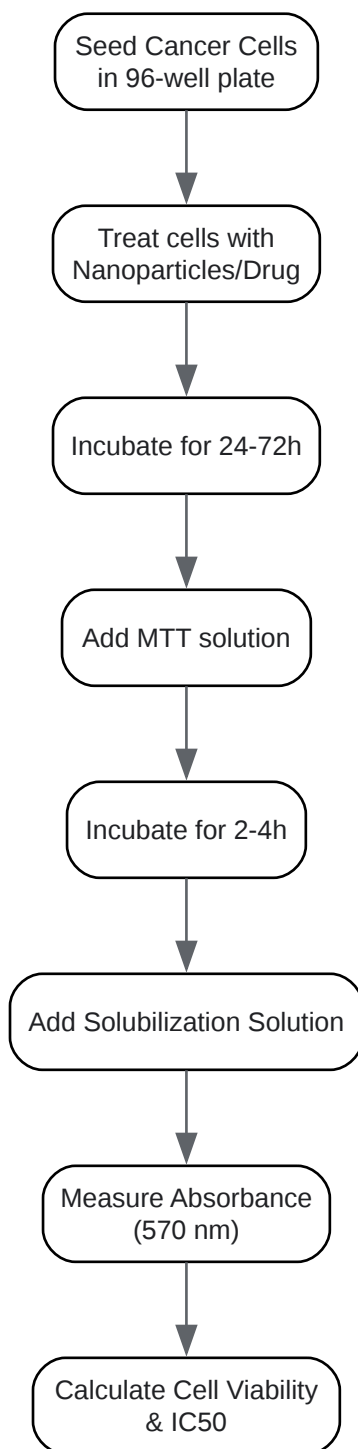 Seed Cancer Cells
in 96-well plate
Treat cells with
Nanoparticles/Drug
Incubate for 24-72h
Add MTT solution
Incubate for 2-4h
Add Solubilization Solution
Measure Absorbance
(570 nm)
Calculate Cell Viability
& IC50